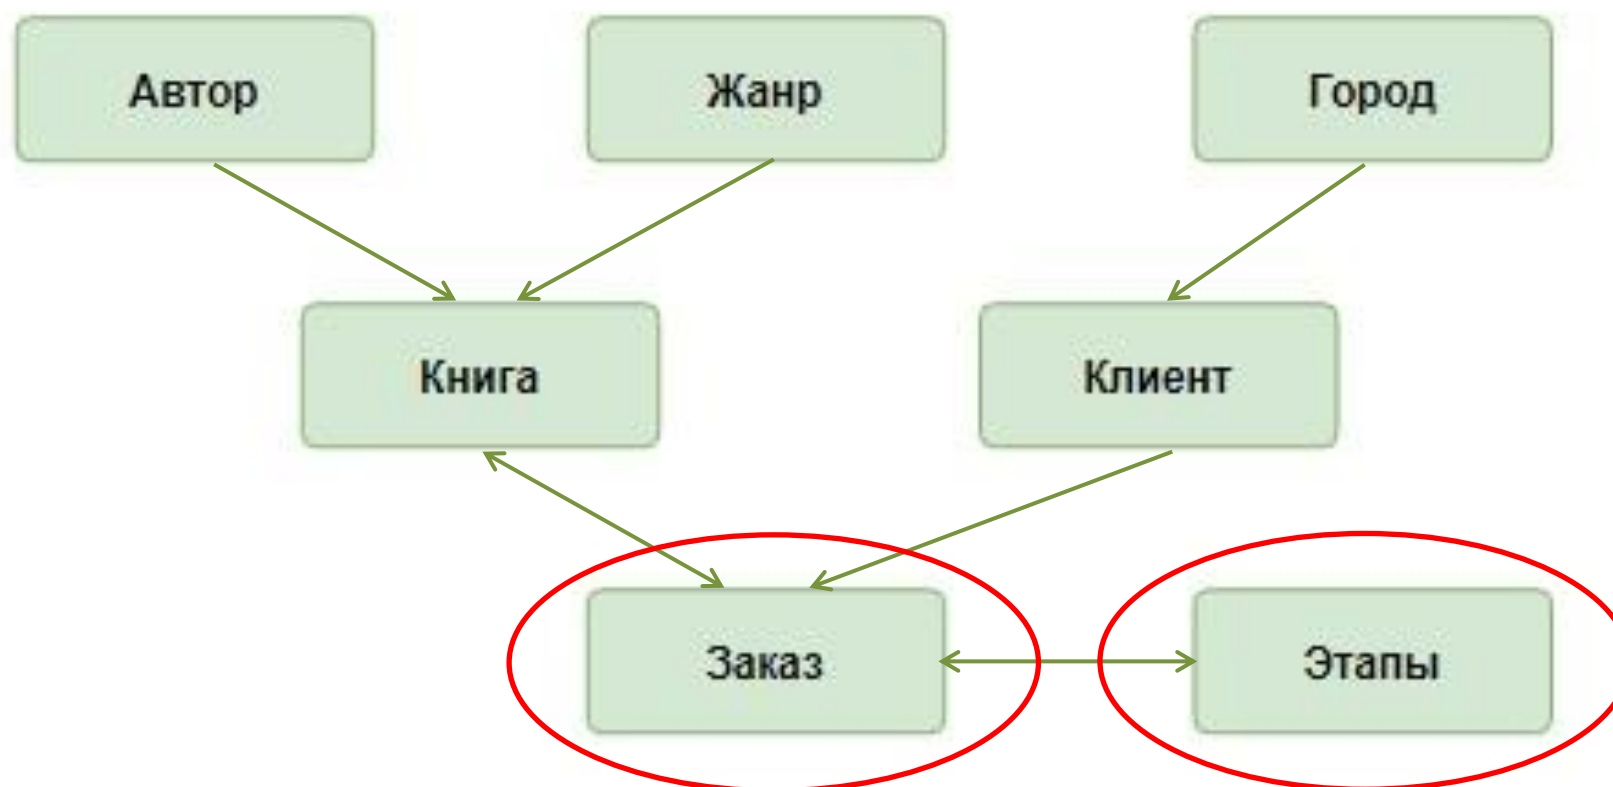 Автор
Жанр
Город
Книга
Клиент
Заказ
Этапы